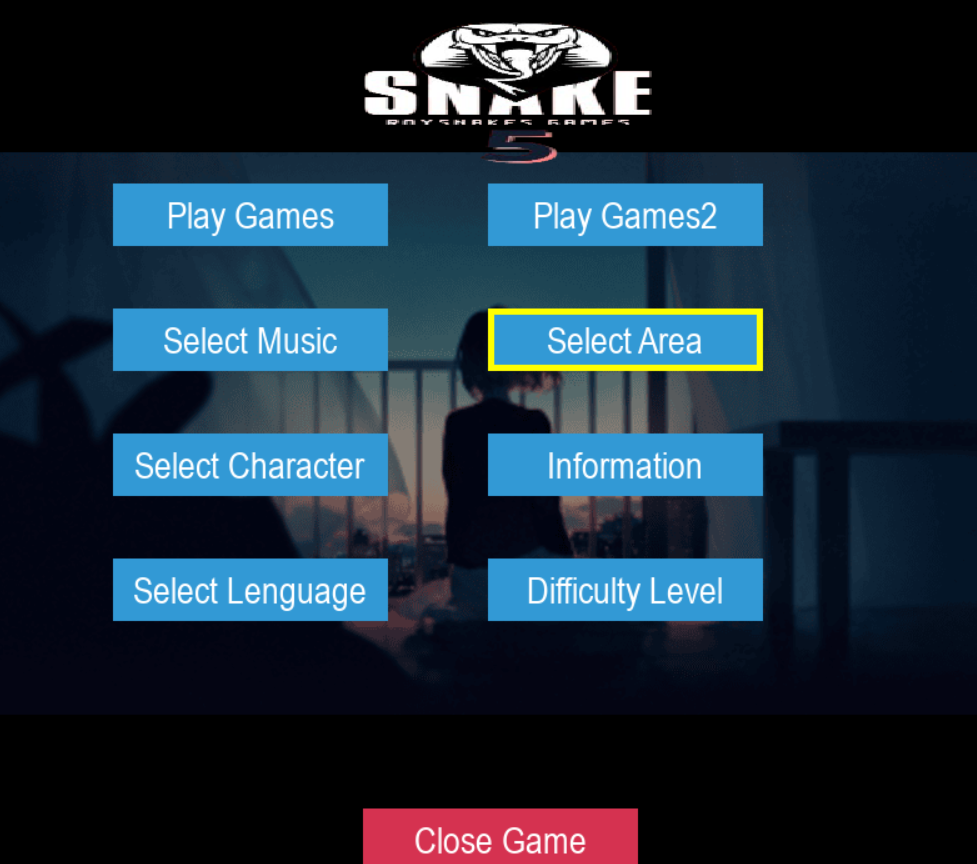 SNAKE
ROYSNAKES GAMES
5
Play Games
Play Games2
Select Music
Select Area
Select Character
Information
Select Lenguage
Difficulty Level
Close Game